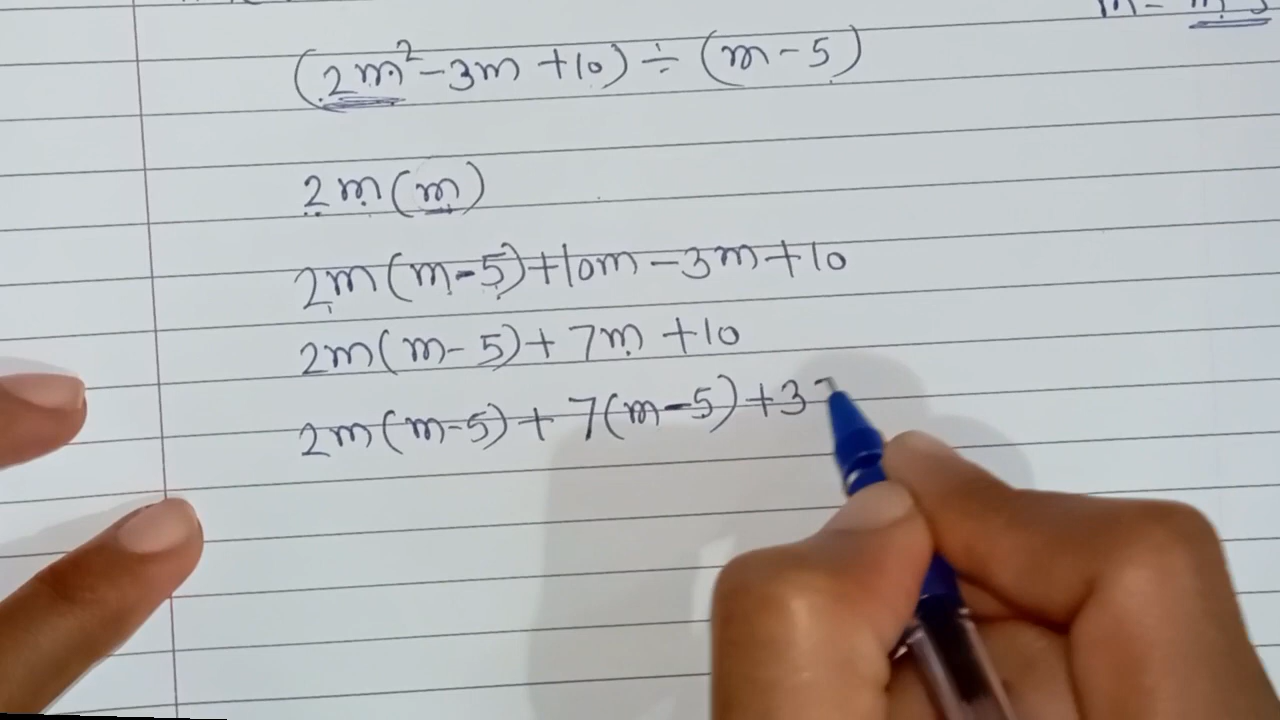 (2m² - 3m + 10) ÷ (m - 5)
2m(m)
2m(m-5)+10m-3m+10
2m(m-5)+7m+10
2m(m-5)+7(m-5)+3